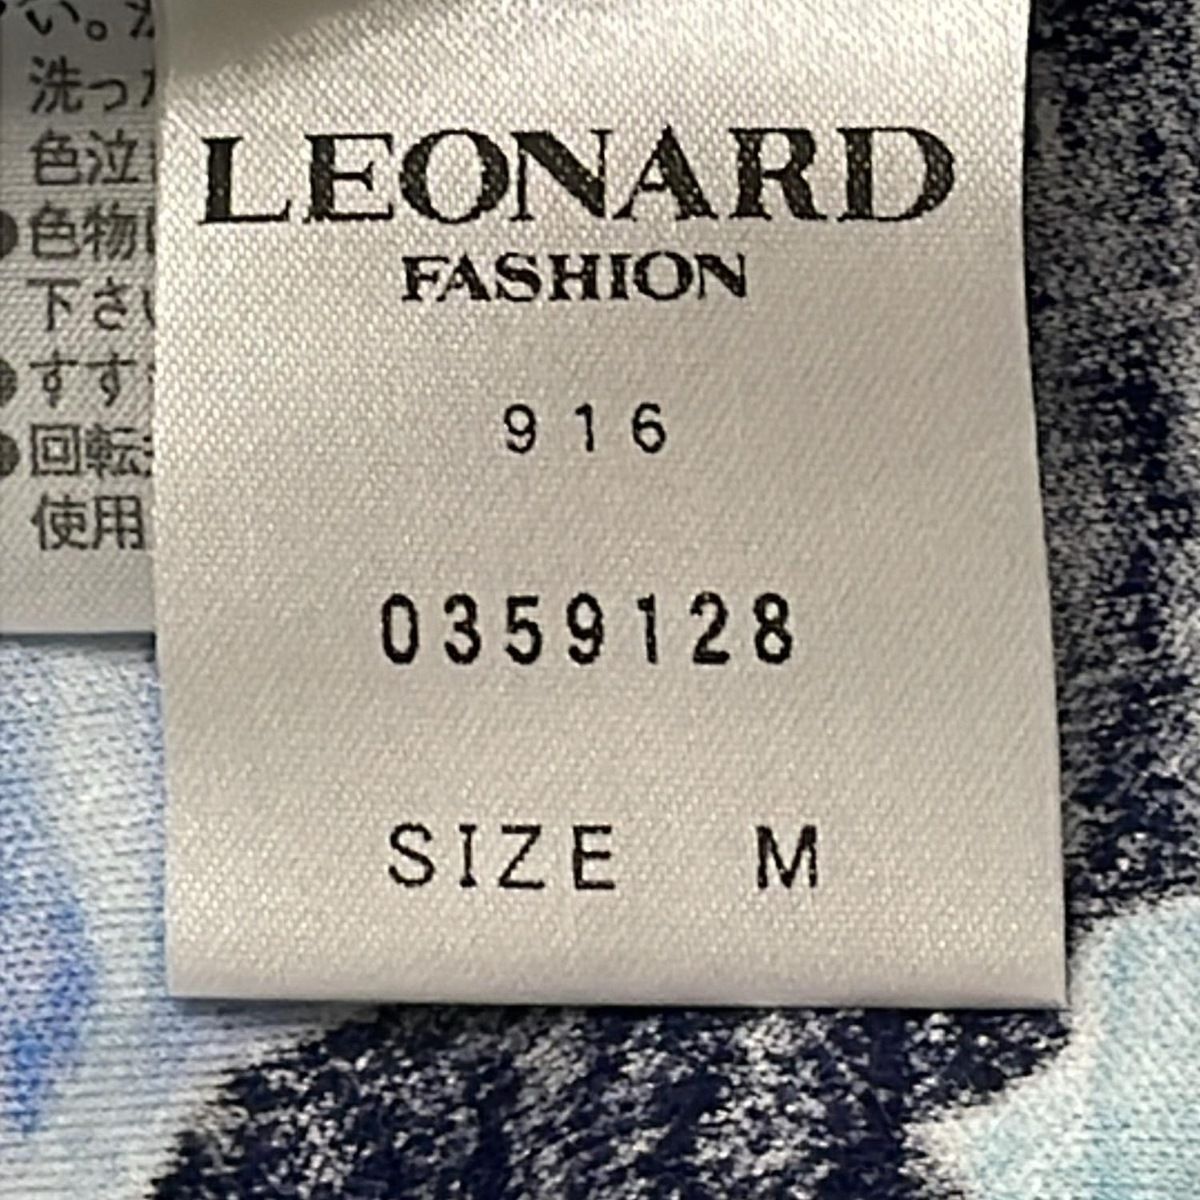 い。
洗った
色泣
色物
下さい
すす
回転
使用
LEONARD
FASHION
916
0359128
SIZE M